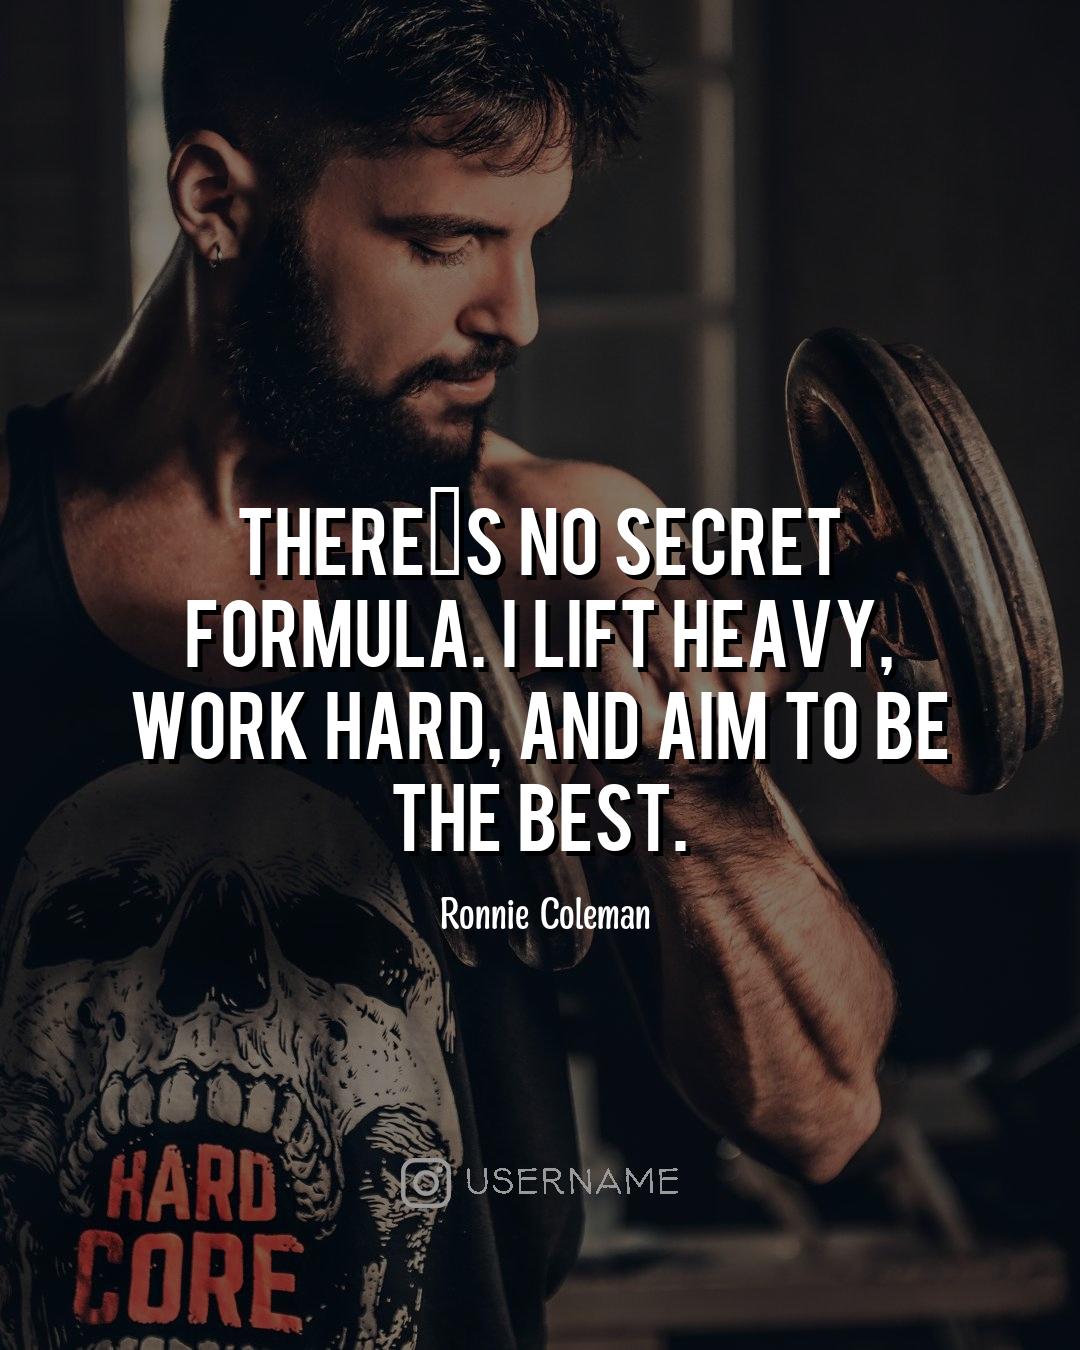 THERE▯S NO SECRET
FORMULA. I LIFT HEAVY,
WORK HARD, AND AIM TO BE
THE BEST.
Ronnie Coleman
USERNAME
HARD
CORE